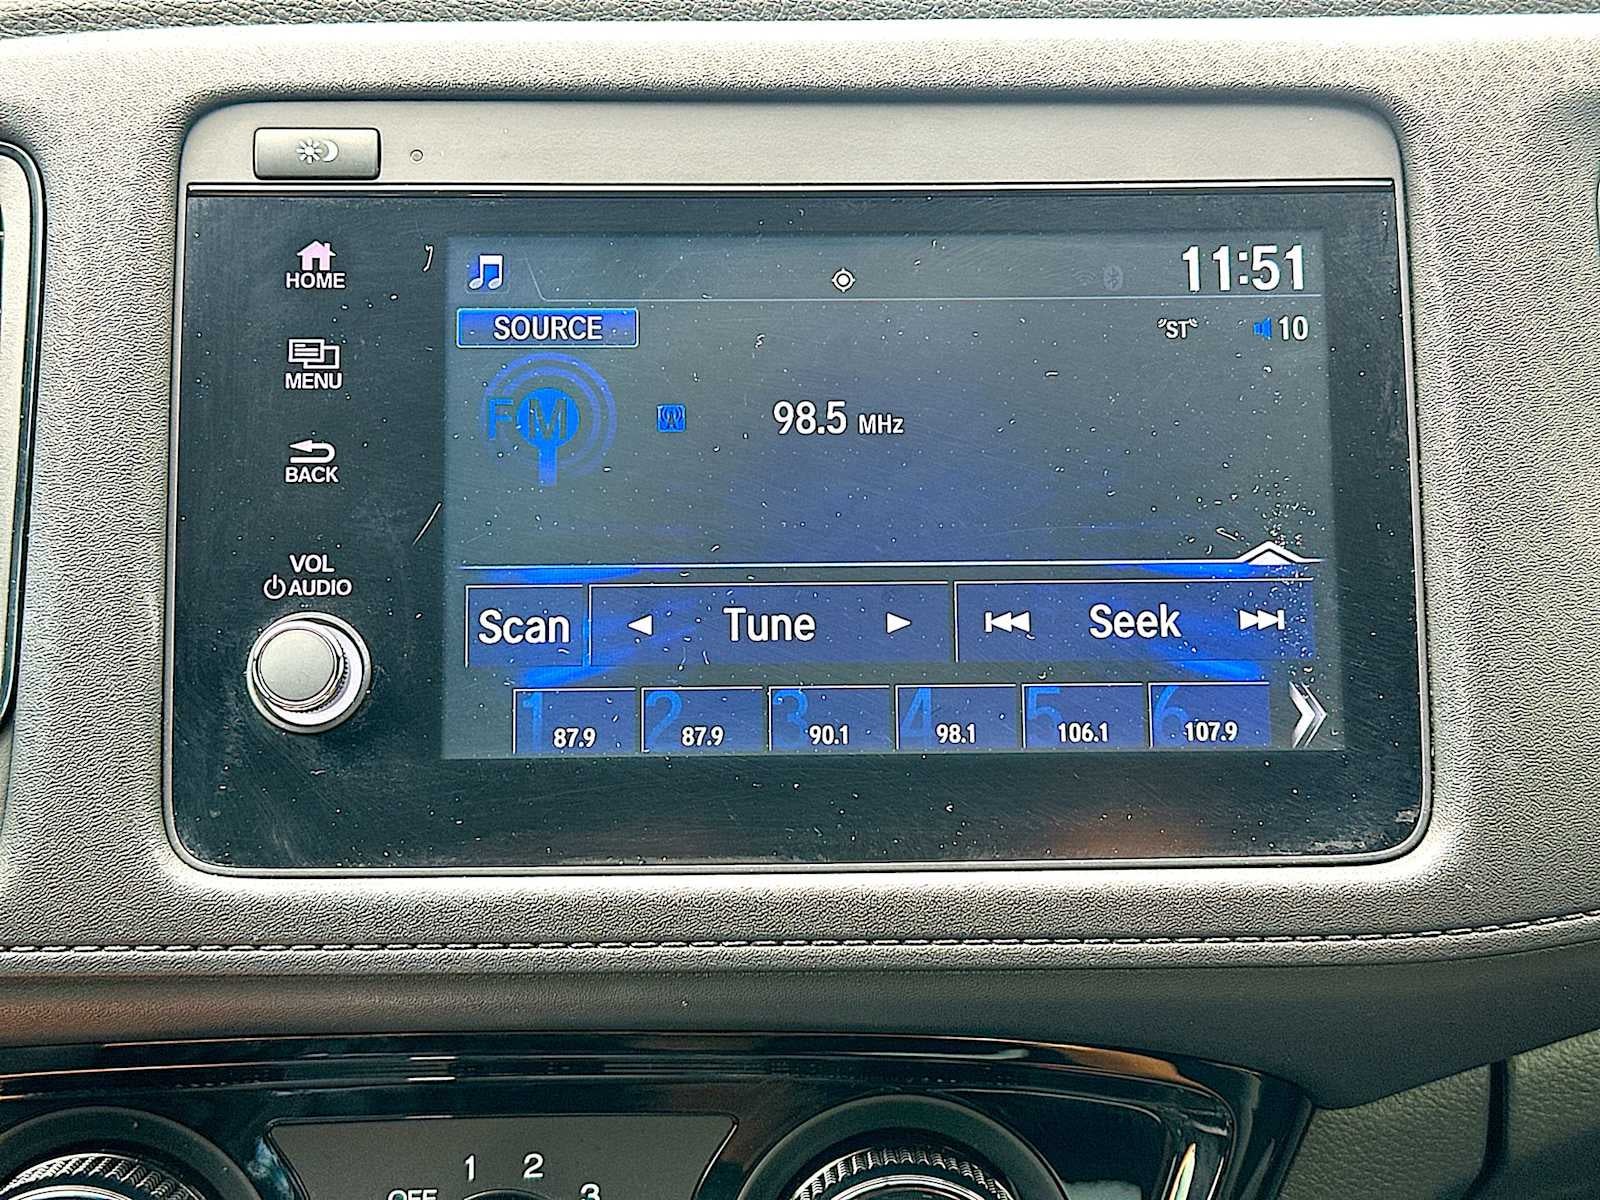 HOME
MENU
BACK
VOL
AUDIO
11:51
SOURCE
ST
10
FM
98.5 MHz
Scan
Tune
Seek
1 87.9
2 87.9
3 90.1
4 98.1
5 106.1
6 107.9
OFF 1 2 3